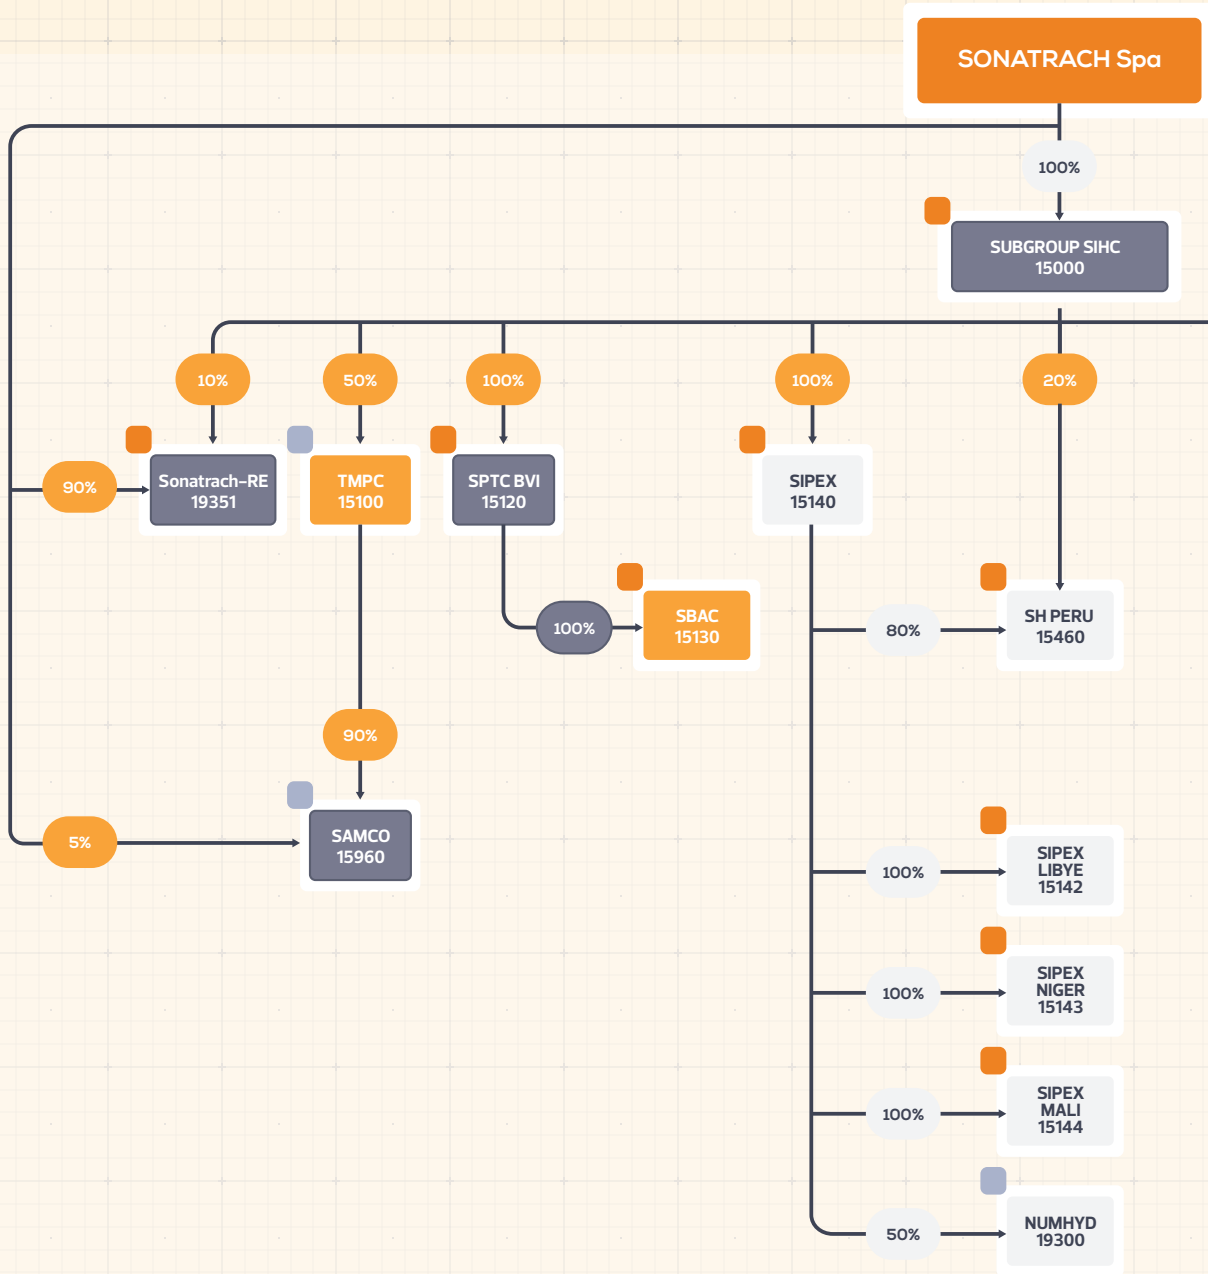 SONATRACH Spa
100%
SUBGROUP SIHC
15000
10%
50%
100%
100%
20%
90%
Sonatrach-RE
19351
TMPC
15100
SPTC BVI
15120
SIPEX
15140
100%
SBAC
15130
80%
SH PERU
15460
90%
5%
SAMCO
15960
100%
SIPEX
LIBYE
15142
100%
SIPEX
NIGER
15143
100%
SIPEX
MALI
15144
50%
NUMHYD
19300